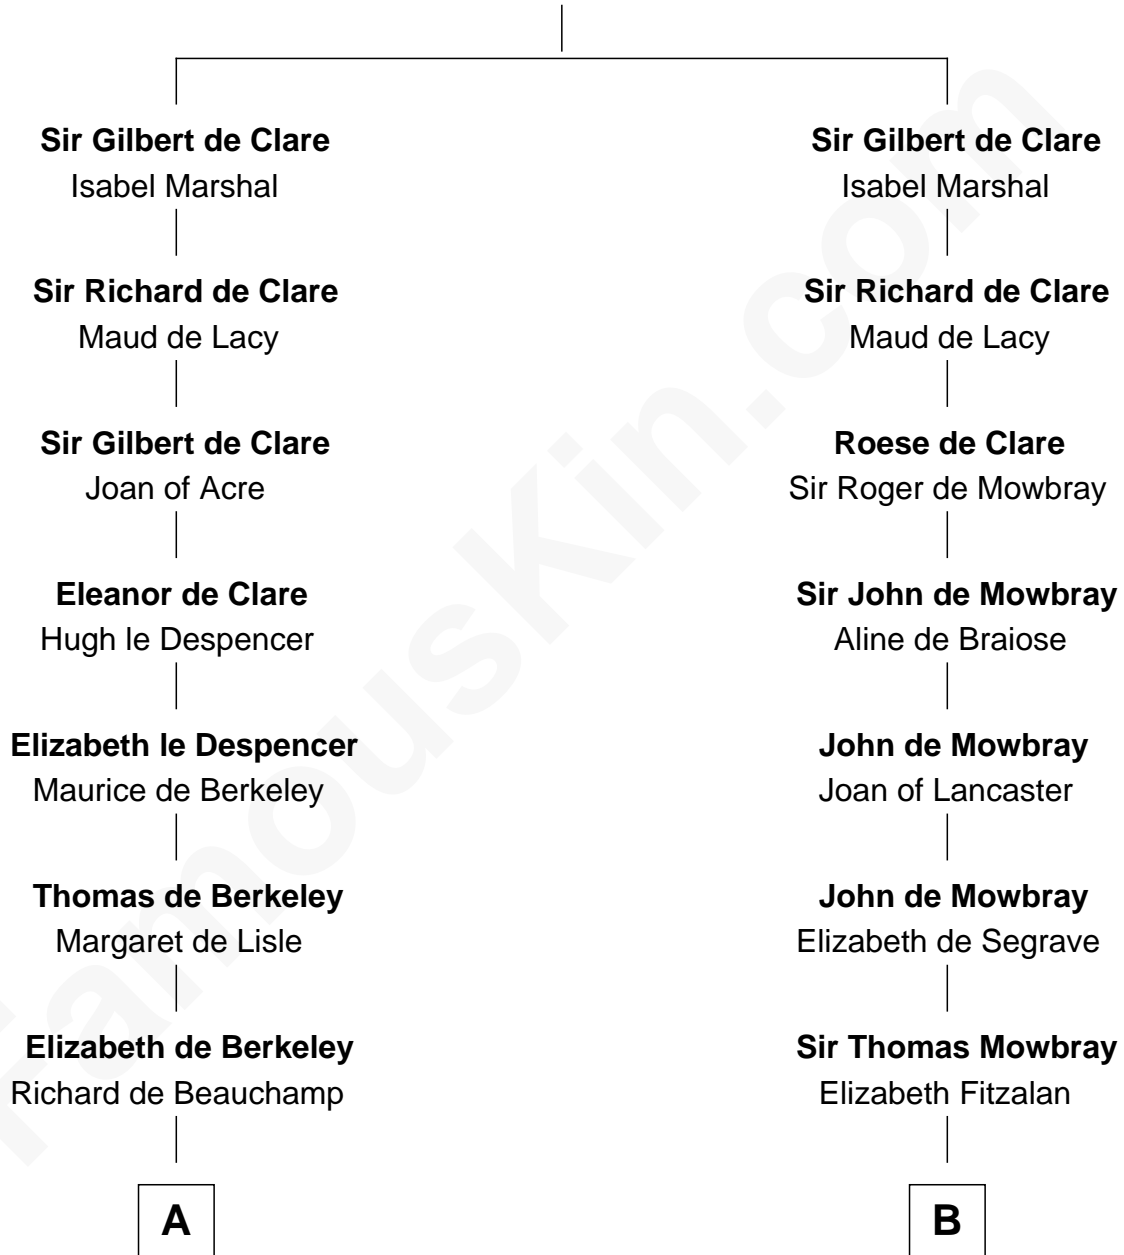 Sir Gilbert de Clare
Isabel Marshal
Sir Richard de Clare
Maud de Lacy
Sir Gilbert de Clare
Joan of Acre
Eleanor de Clare
Hugh le Despencer
Elizabeth le Despencer
Maurice de Berkeley
Thomas de Berkeley
Margaret de Lisle
Elizabeth de Berkeley
Richard de Beauchamp
A
Sir Gilbert de Clare
Isabel Marshal
Sir Richard de Clare
Maud de Lacy
Roese de Clare
Sir Roger de Mowbray
Sir John de Mowbray
Aline de Braiose
John de Mowbray
Joan of Lancaster
John de Mowbray
Elizabeth de Segrave
Sir Thomas Mowbray
Elizabeth Fitzalan
B
FamousKin.com